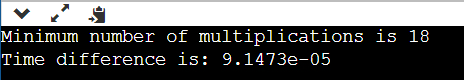 Minimum number of multiplications is 18
Time difference is: 9.1473e-05